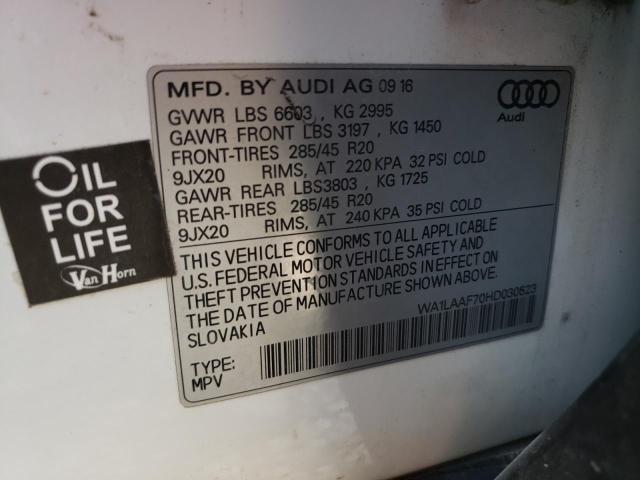 MFD. BY AUDI AG 09 16
Audi
GVWR LBS 6603 , KG 2995
GAWR FRONT LBS 3197 , KG 1450
FRONT-TIRES 285/45 R20
9JX20 RIMS, AT 220 KPA 32 PSI COLD
GAWR REAR LBS3803 , KG 1725
REAR-TIRES 285/45 R20
9JX20 RIMS, AT 240 KPA 35 PSI COLD
THIS VEHICLE CONFORMS TO ALL APPLICABLE
U.S. FEDERAL MOTOR VEHICLE SAFETY AND
THEFT PREVENTION STANDARDS IN EFFECT ON
THE DATE OF MANUFACTURE SHOWN ABOVE.
SLOVAKIA
WA1LAAF70HD030523
TYPE:
MPV
OIL
FOR
LIFE
Van Horn